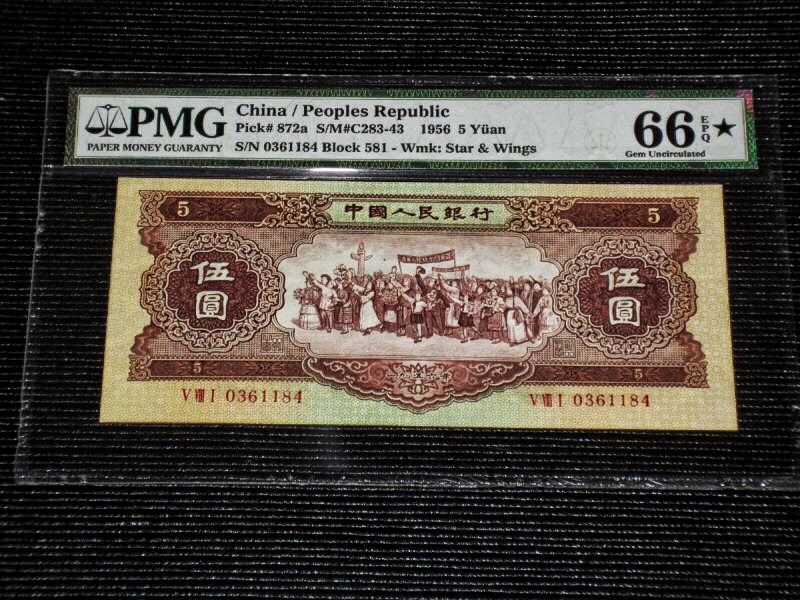 PMG
PAPER MONEY GUARANTY
China / Peoples Republic
Pick# 872a S/M#C283-43 1956 5 Yüan
S/N 0361184 Block 581 - Wmk: Star & Wings
66 EPQ ★
Gem Uncirculated
5 中國人民銀行 5
伍圓 伍圓
5 5
V VIII I 0361184 V VIII I 0361184